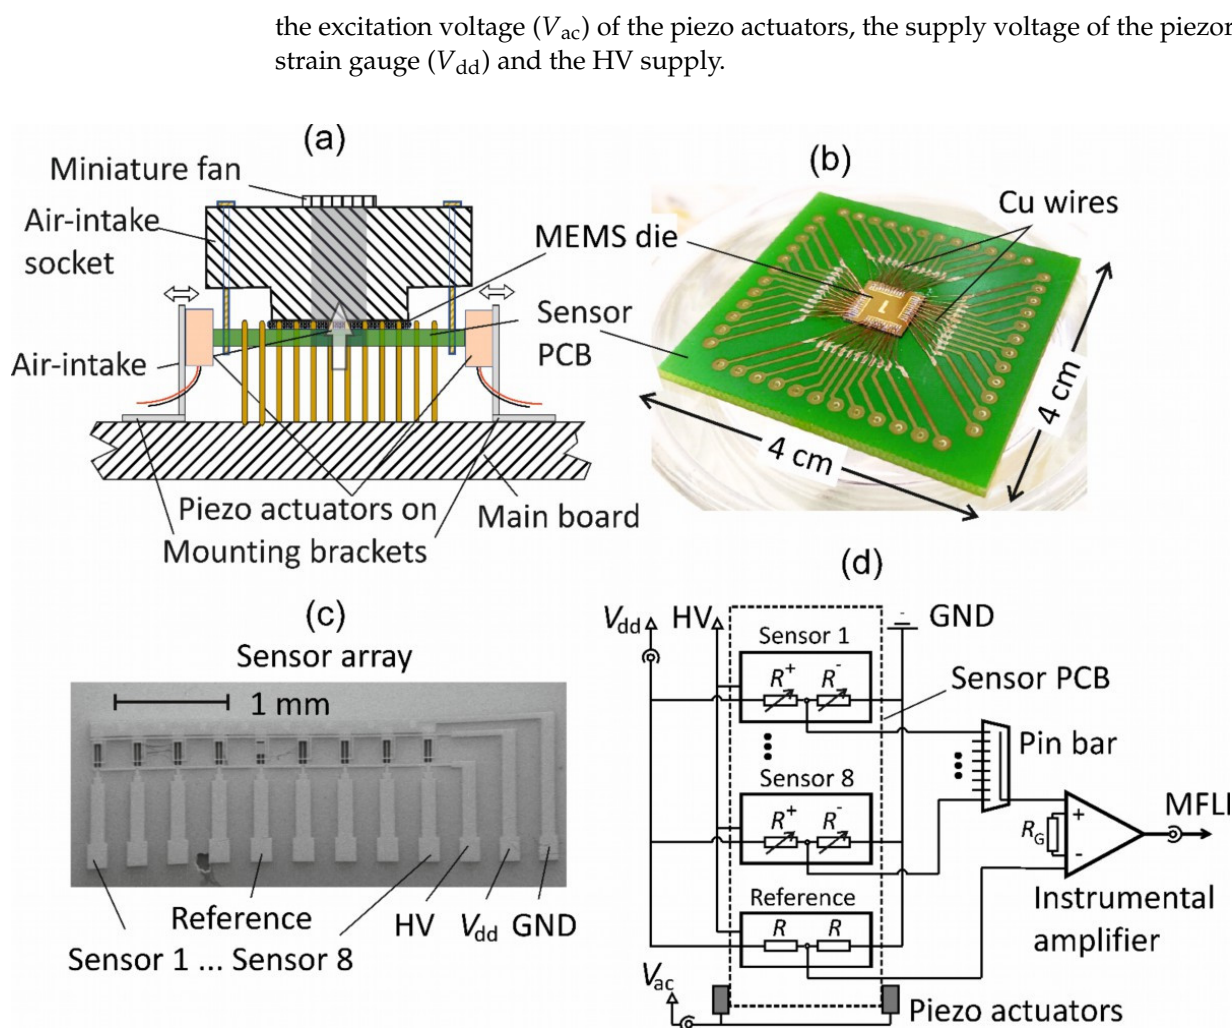 the excitation voltage (Vac) of the piezo actuators, the supply voltage of the piezor
strain gauge (Vdd) and the HV supply.
(a)
Miniature fan
Air-intake
socket
MEMS die
Sensor
PCB
Air-intake
Piezo actuators on
Mounting brackets
Main board
(b)
Cu wires
4 cm
4 cm
(c)
Sensor array
1 mm
Reference
HV Vdd GND
Sensor 1 ... Sensor 8
(d)
Vdd
HV
GND
Sensor 1
R+ R-
Sensor PCB
Pin bar
Sensor 8
R+ R-
MFLI
RG
+
-
Reference
R R
Instrumental
amplifier
Vac
Piezo actuators